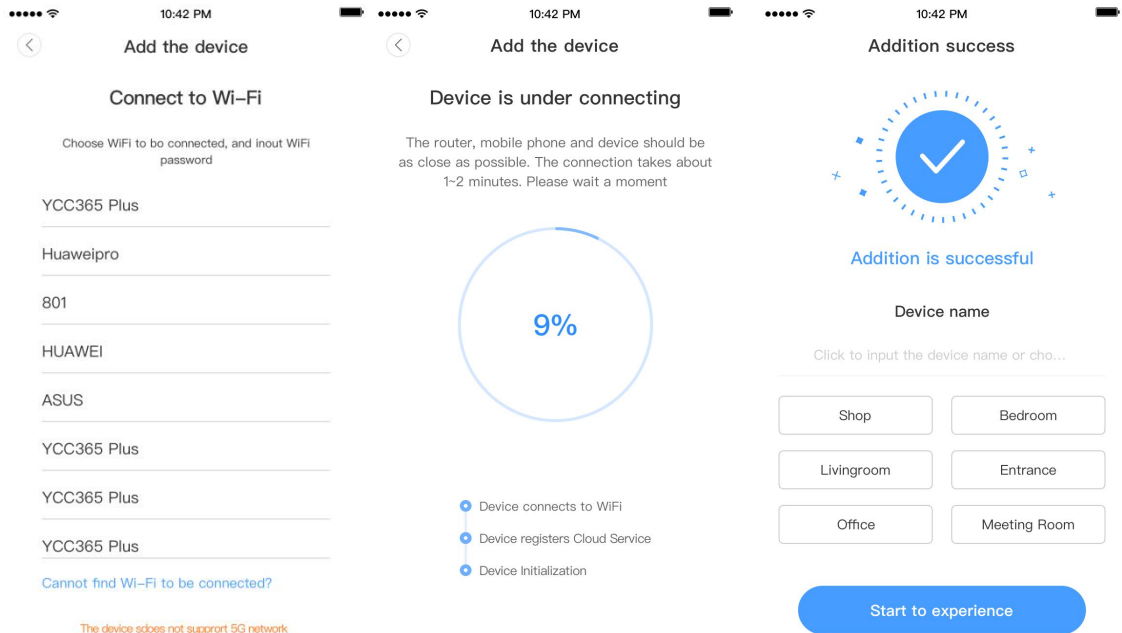 10:42 PM
Add the device
Connect to Wi-Fi
Choose WiFi to bo connected, and inout WiFi
password
YCC365 Plus
Huaweipro
801
HUAWEI
ASUS
YCC365 Plus
YCC365 Plus
YCC365 Plus
Cannot find Wi-Fi to be connected?
The device sdoes not supprort 5G network
10:42 PM
Add the device
Device is under connecting
The router, mobile phone and device should be
as close as possible. The connection takes about
1~2 minutes. Please wait a moment
9%
Device connects to WiFi
Device registers Cloud Service
Device Initialization
10:42 PM
Addition success
Addition is successful
Device name
Click to input the device name or cho...
Shop
Bedroom
Livingroom
Entrance
Office
Meeting Room
Start to experience